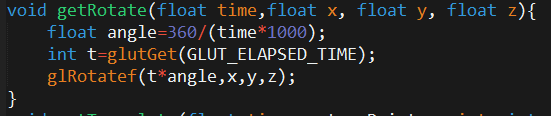 void getRotate(float time,float x, float y, float z){
    float angle=360/(time*1000);
    int t=glutGet(GLUT_ELAPSED_TIME);
    glRotatef(t*angle,x,y,z);
}